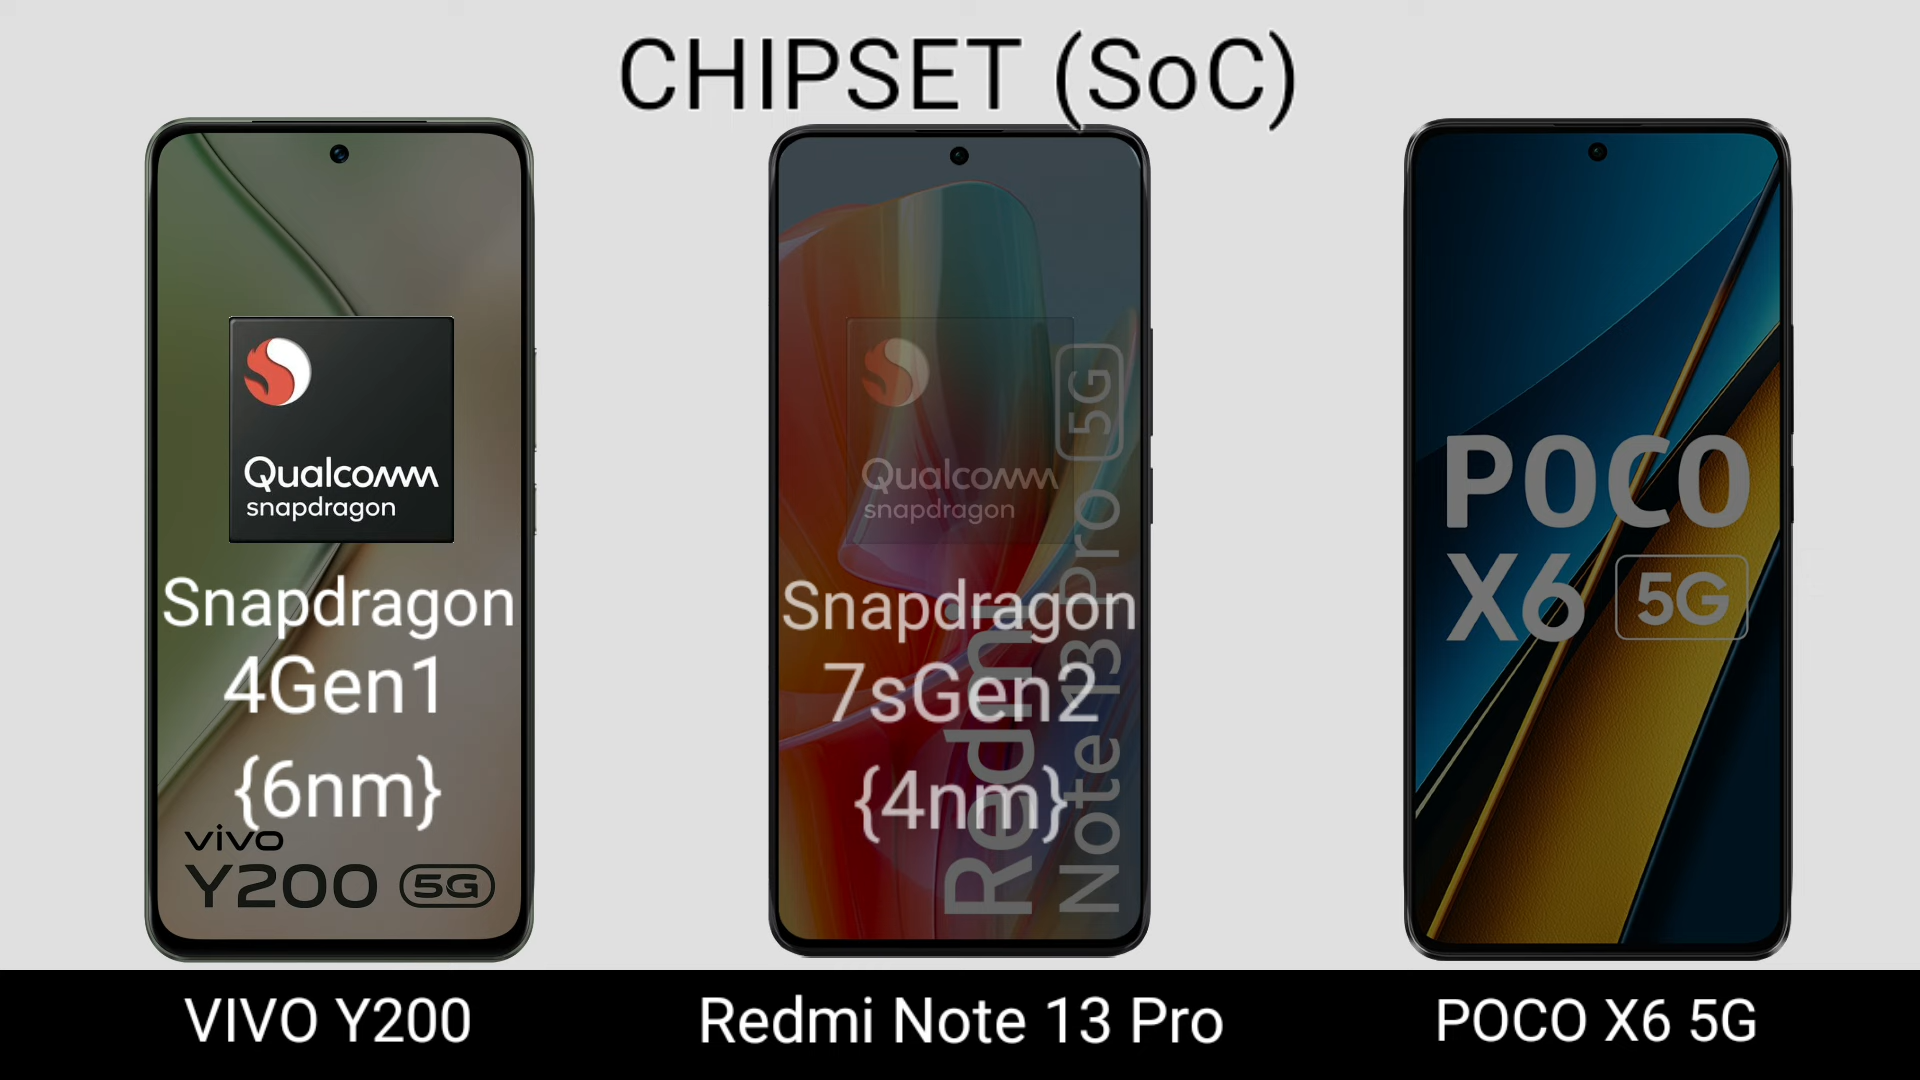 CHIPSET (SoC)
Qualcomm
snapdragon
Snapdragon
4Gen1
{6nm}
vivo
Y200 5G
VIVO Y200
Qualcomm
snapdragon
Snapdragon
7sGen2
{4nm}
Redmi
Note 13 Pro 5G
Redmi Note 13 Pro
POCO
X6 5G
POCO X6 5G